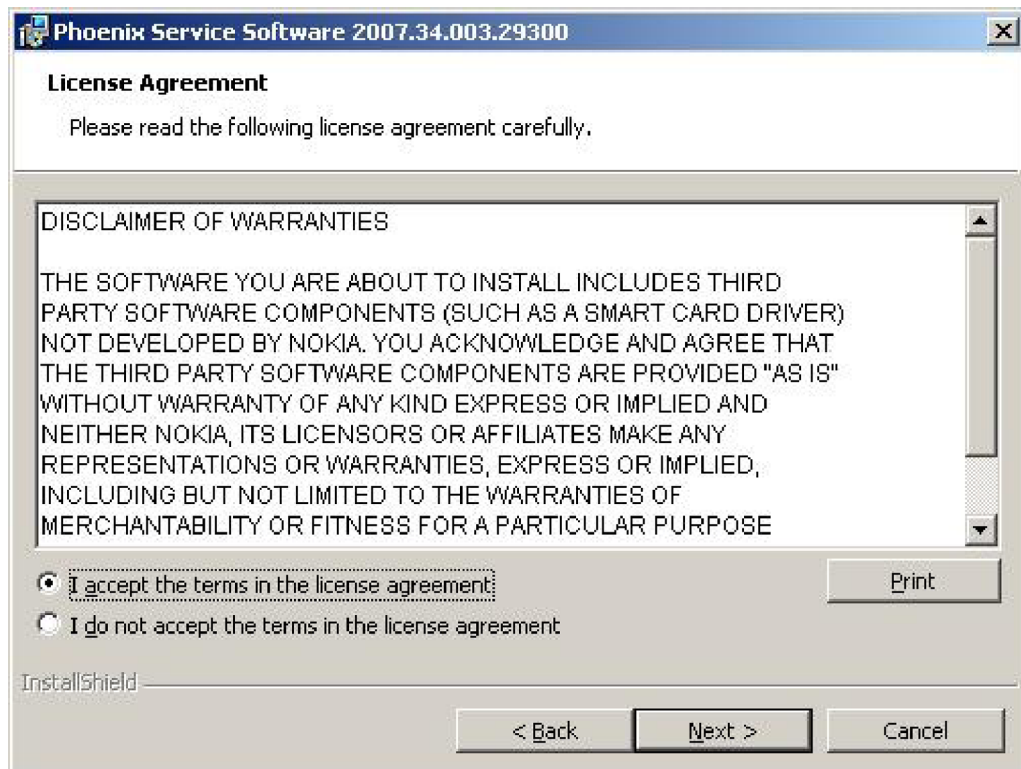 Phoenix Service Software 2007.34.003.29300
License Agreement
Please read the following license agreement carefully.
DISCLAIMER OF WARRANTIES
THE SOFTWARE YOU ARE ABOUT TO INSTALL INCLUDES THIRD
PARTY SOFTWARE COMPONENTS (SUCH AS A SMART CARD DRIVER)
NOT DEVELOPED BY NOKIA. YOU ACKNOWLEDGE AND AGREE THAT
THE THIRD PARTY SOFTWARE COMPONENTS ARE PROVIDED "AS IS"
WITHOUT WARRANTY OF ANY KIND EXPRESS OR IMPLIED AND
NEITHER NOKIA, ITS LICENSORS OR AFFILIATES MAKE ANY
REPRESENTATIONS OR WARRANTIES, EXPRESS OR IMPLIED,
INCLUDING BUT NOT LIMITED TO THE WARRANTIES OF
MERCHANTABILITY OR FITNESS FOR A PARTICULAR PURPOSE
I accept the terms in the license agreement
Print
I do not accept the terms in the license agreement
InstallShield
< Back
Next >
Cancel